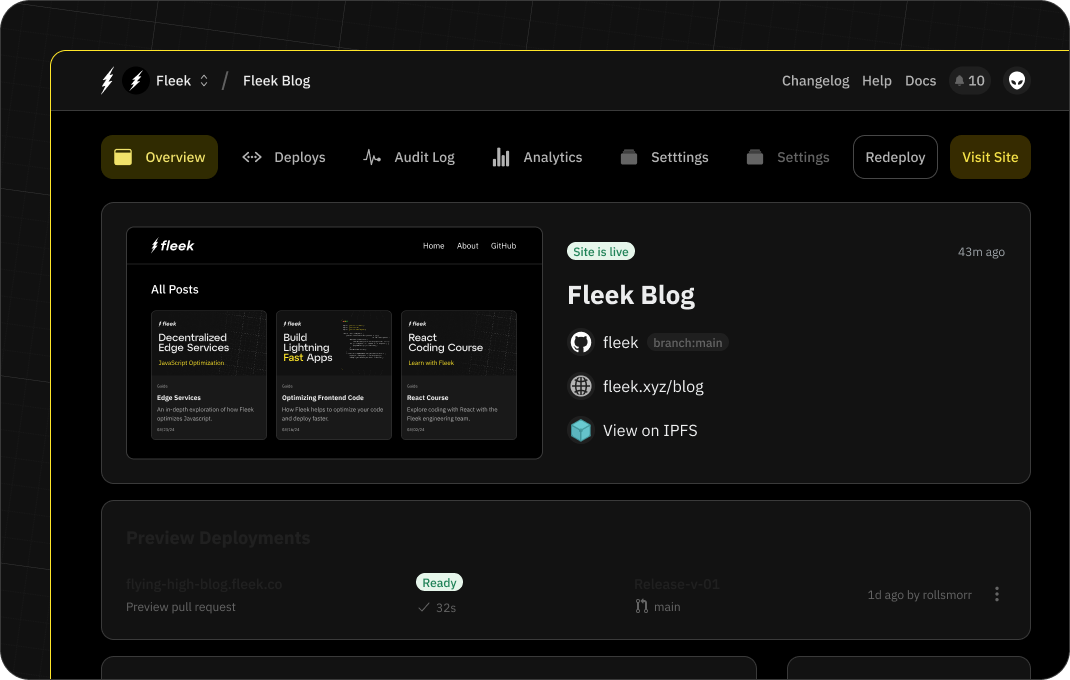 Fleek / Fleek Blog
Changelog Help Docs 10
Overview Deploys Audit Log Analytics Setttings Settings Redeploy Visit Site
fleek
Home About GitHub
All Posts
fleek
Decentralized
Edge Services
JavaScript Optimization
Guide
Edge Services
An in-depth exploration of how Fleek
optimizes Javascript.
fleek
Build
Lightning
Fast Apps
Guide
Optimizing Frontend Code
How Fleek helps to optimize your code
and deploy faster.
fleek
React
Coding Course
Learn with Fleek
Guide
React Course
Explore coding with React with the
Fleek engineering team.
Site is live
43m ago
Fleek Blog
fleek branch:main
fleek.xyz/blog
View on IPFS
Preview Deployments
flying-high-blog.fleek.co
Preview pull request
Ready
32s
Release-v-01
main
1d ago by rollsmorr